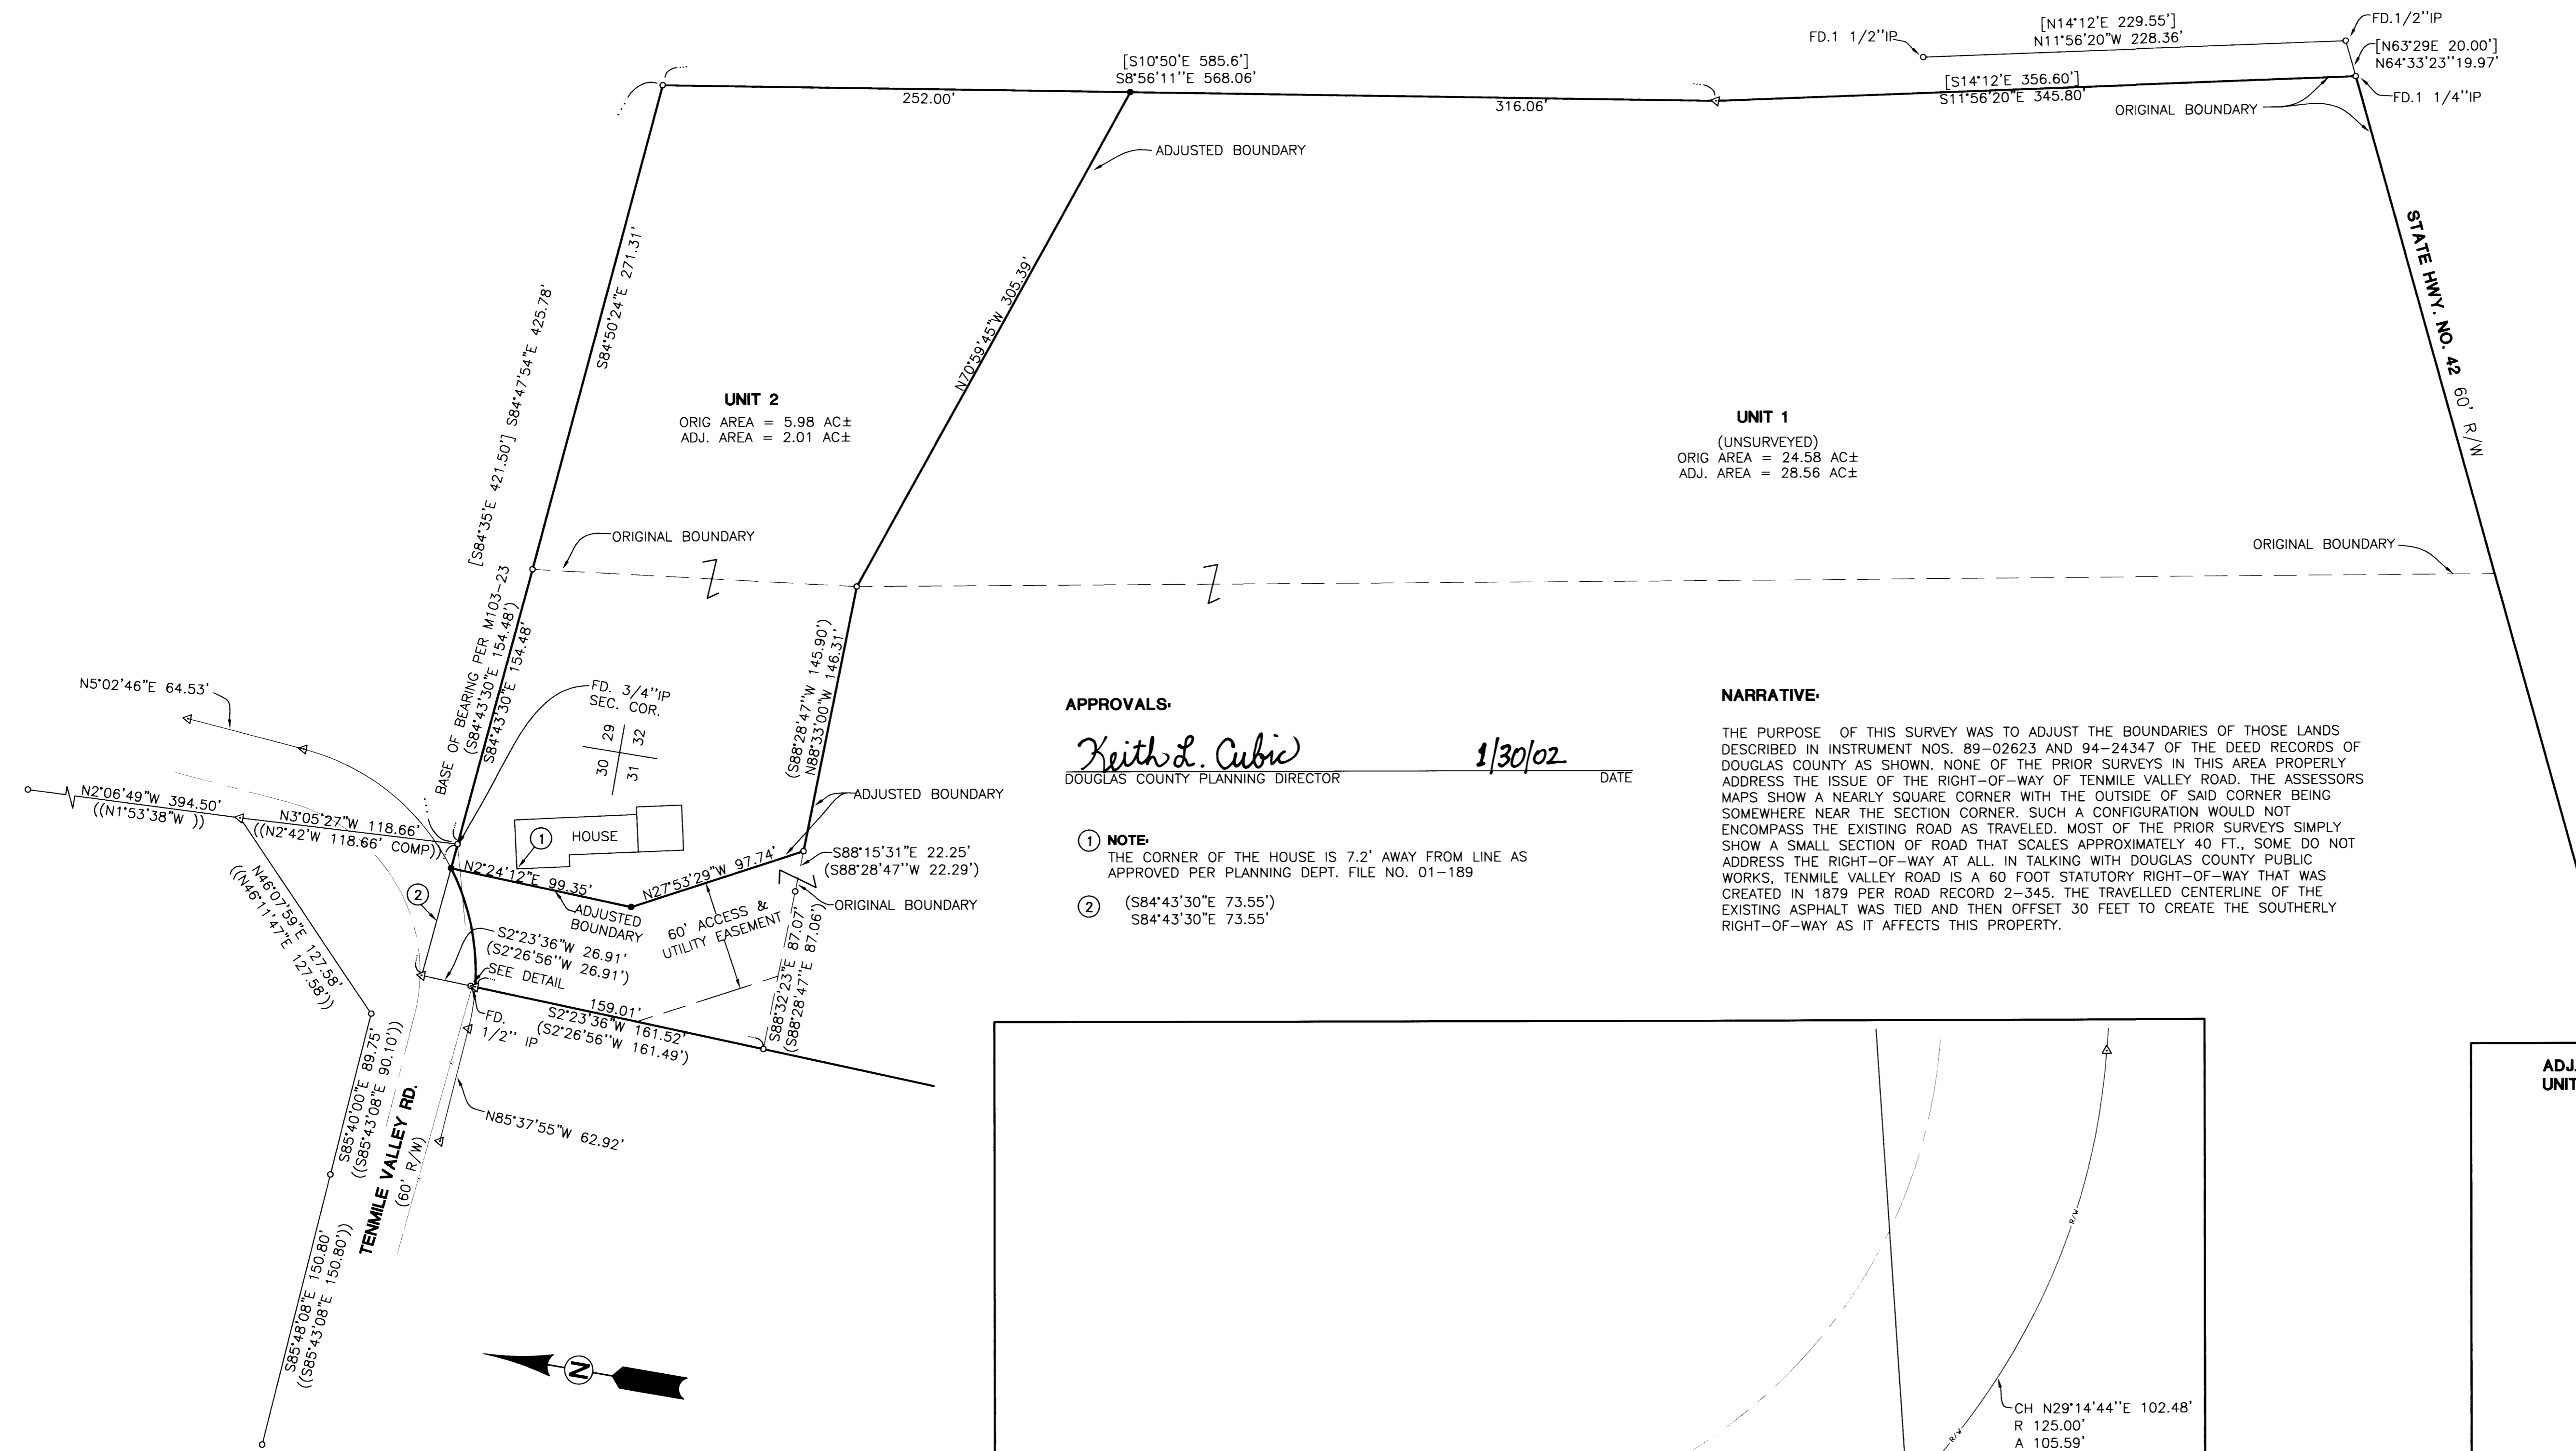 [N14°12'E 229.55']
N11°56'20"W 228.36'
FD.1 1/2''IP
FD.1/2''IP
[N63°29E 20.00']
N64°33'23''19.97'
[S10°50'E 585.6']
S8°56'11''E 568.06'
252.00'
316.06'
[S14°12'E 356.60']
S11°56'20"E 345.80'
FD.1 1/4''IP
ORIGINAL BOUNDARY
ADJUSTED BOUNDARY
STATE HWY. NO. 42 60' R/W
S84°50'24"E 271.31'
[S84°35'E 421.50'] S84°47'54"E 425.78'
N70°59'45"W 305.39'
UNIT 2
ORIG AREA = 5.98 AC±
ADJ. AREA = 2.01 AC±
UNIT 1
(UNSURVEYED)
ORIG AREA = 24.58 AC±
ADJ. AREA = 28.56 AC±
ORIGINAL BOUNDARY
ORIGINAL BOUNDARY
BASE OF BEARING PER M103-23
(S84°43'30"E 154.48')
S84°43'30"E 154.48'
(S88°28'47"W 145.90')
N88°33'00"W 146.31'
FD. 3/4''IP
SEC. COR.
29 32
30 31
N5°02'46"E 64.53'
N2°06'49"W 394.50'
((N1°53'38"W ))
N3°05'27"W 118.66'
((N2°42'W 118.66' COMP))
1 HOUSE
ADJUSTED BOUNDARY
S88°15'31"E 22.25'
(S88°28'47"W 22.29')
N2°24'12"E 99.35'
N27°53'29"W 97.74'
ADJUSTED
BOUNDARY
60' ACCESS &
UTILITY EASEMENT
ORIGINAL BOUNDARY
2
N46°07'59"E 127.58'
((N46°11'47"E 127.58'))
S2°23'36"W 26.91'
(S2°26'56"W 26.91')
SEE DETAIL
FD.
1/2'' IP
159.01'
S2°23'36"W 161.52'
(S2°26'56"W 161.49')
S88°32'23"E 87.07'
(S88°28'47"E 87.06')
S85°40'00"E 89.75'
((S85°43'08"E 90.10'))
TENMILE VALLEY RD.
(60' R/W)
N85°37'55"W 62.92'
S85°48'08"E 150.80'
((S85°43'08"E 150.80'))
N
APPROVALS:
Keith L. Cubic 1/30/02
DOUGLAS COUNTY PLANNING DIRECTOR DATE
1 NOTE:
THE CORNER OF THE HOUSE IS 7.2' AWAY FROM LINE AS
APPROVED PER PLANNING DEPT. FILE NO. 01-189
2 (S84°43'30"E 73.55')
S84°43'30"E 73.55'
NARRATIVE:
THE PURPOSE OF THIS SURVEY WAS TO ADJUST THE BOUNDARIES OF THOSE LANDS
DESCRIBED IN INSTRUMENT NOS. 89-02623 AND 94-24347 OF THE DEED RECORDS OF
DOUGLAS COUNTY AS SHOWN. NONE OF THE PRIOR SURVEYS IN THIS AREA PROPERLY
ADDRESS THE ISSUE OF THE RIGHT-OF-WAY OF TENMILE VALLEY ROAD. THE ASSESSORS
MAPS SHOW A NEARLY SQUARE CORNER WITH THE OUTSIDE OF SAID CORNER BEING
SOMEWHERE NEAR THE SECTION CORNER. SUCH A CONFIGURATION WOULD NOT
ENCOMPASS THE EXISTING ROAD AS TRAVELED. MOST OF THE PRIOR SURVEYS SIMPLY
SHOW A SMALL SECTION OF ROAD THAT SCALES APPROXIMATELY 40 FT., SOME DO NOT
ADDRESS THE RIGHT-OF-WAY AT ALL. IN TALKING WITH DOUGLAS COUNTY PUBLIC
WORKS, TENMILE VALLEY ROAD IS A 60 FOOT STATUTORY RIGHT-OF-WAY THAT WAS
CREATED IN 1879 PER ROAD RECORD 2-345. THE TRAVELLED CENTERLINE OF THE
EXISTING ASPHALT WAS TIED AND THEN OFFSET 30 FEET TO CREATE THE SOUTHERLY
RIGHT-OF-WAY AS IT AFFECTS THIS PROPERTY.
R/W
R/W
CH N29°14'44''E 102.48'
R 125.00'
A 105.59'
ADJ.
UNIT